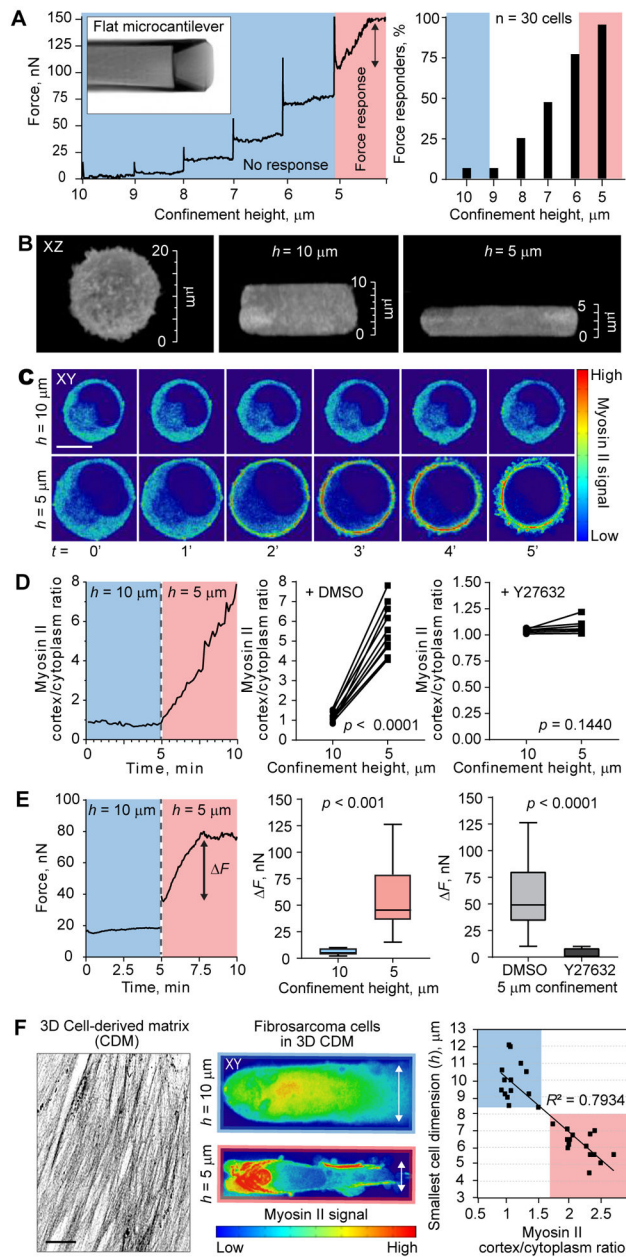 A
Flat microcantilever
Force, nN
150
125
100
75
50
25
0
No response
Force response
10 9 8 7 6 5
Confinement height, μm
n = 30 cells
Force responders, %
100
75
50
25
0
10 9 8 7 6 5
Confinement height, μm
B
XZ
20
μm
0
h = 10 μm
10
μm
0
h = 5 μm
5
μm
0
C
XY
h = 10 μm
h = 5 μm
t = 0' 1' 2' 3' 4' 5'
High
Myosin II signal
Low
D
h = 10 μm h = 5 μm
Myosin II
cortex/cytoplasm ratio
8
7
6
5
4
3
2
1
0
0 2.5 5 7.5 10
Time, min
+ DMSO
Myosin II
cortex/cytoplasm ratio
8
7
6
5
4
3
2
1
0
p < 0.0001
10 5
Confinement height, μm
+ Y27632
Myosin II
cortex/cytoplasm ratio
1.25
1.00
0.75
0.50
0.25
0.00
p = 0.1440
10 5
Confinement height, μm
E
h = 10 μm h = 5 μm
Force, nN
100
80
60
40
20
0
ΔF
0 2.5 5 7.5 10
Time, min
p < 0.001
ΔF, nN
150
125
100
75
50
25
0
10 5
Confinement height, μm
p < 0.0001
ΔF, nN
150
125
100
75
50
25
0
DMSO Y27632
5 μm confinement
F
3D Cell-derived matrix
(CDM)
Fibrosarcoma cells
in 3D CDM
XY
h = 10 μm
h = 5 μm
Myosin II signal
Low High
Smallest cell dimension (h), μm
13
12
11
10
9
8
7
6
5
4
3
R² = 0.7934
0.5 1 1.5 2 2.5 3
Myosin II
cortex/cytoplasm ratio